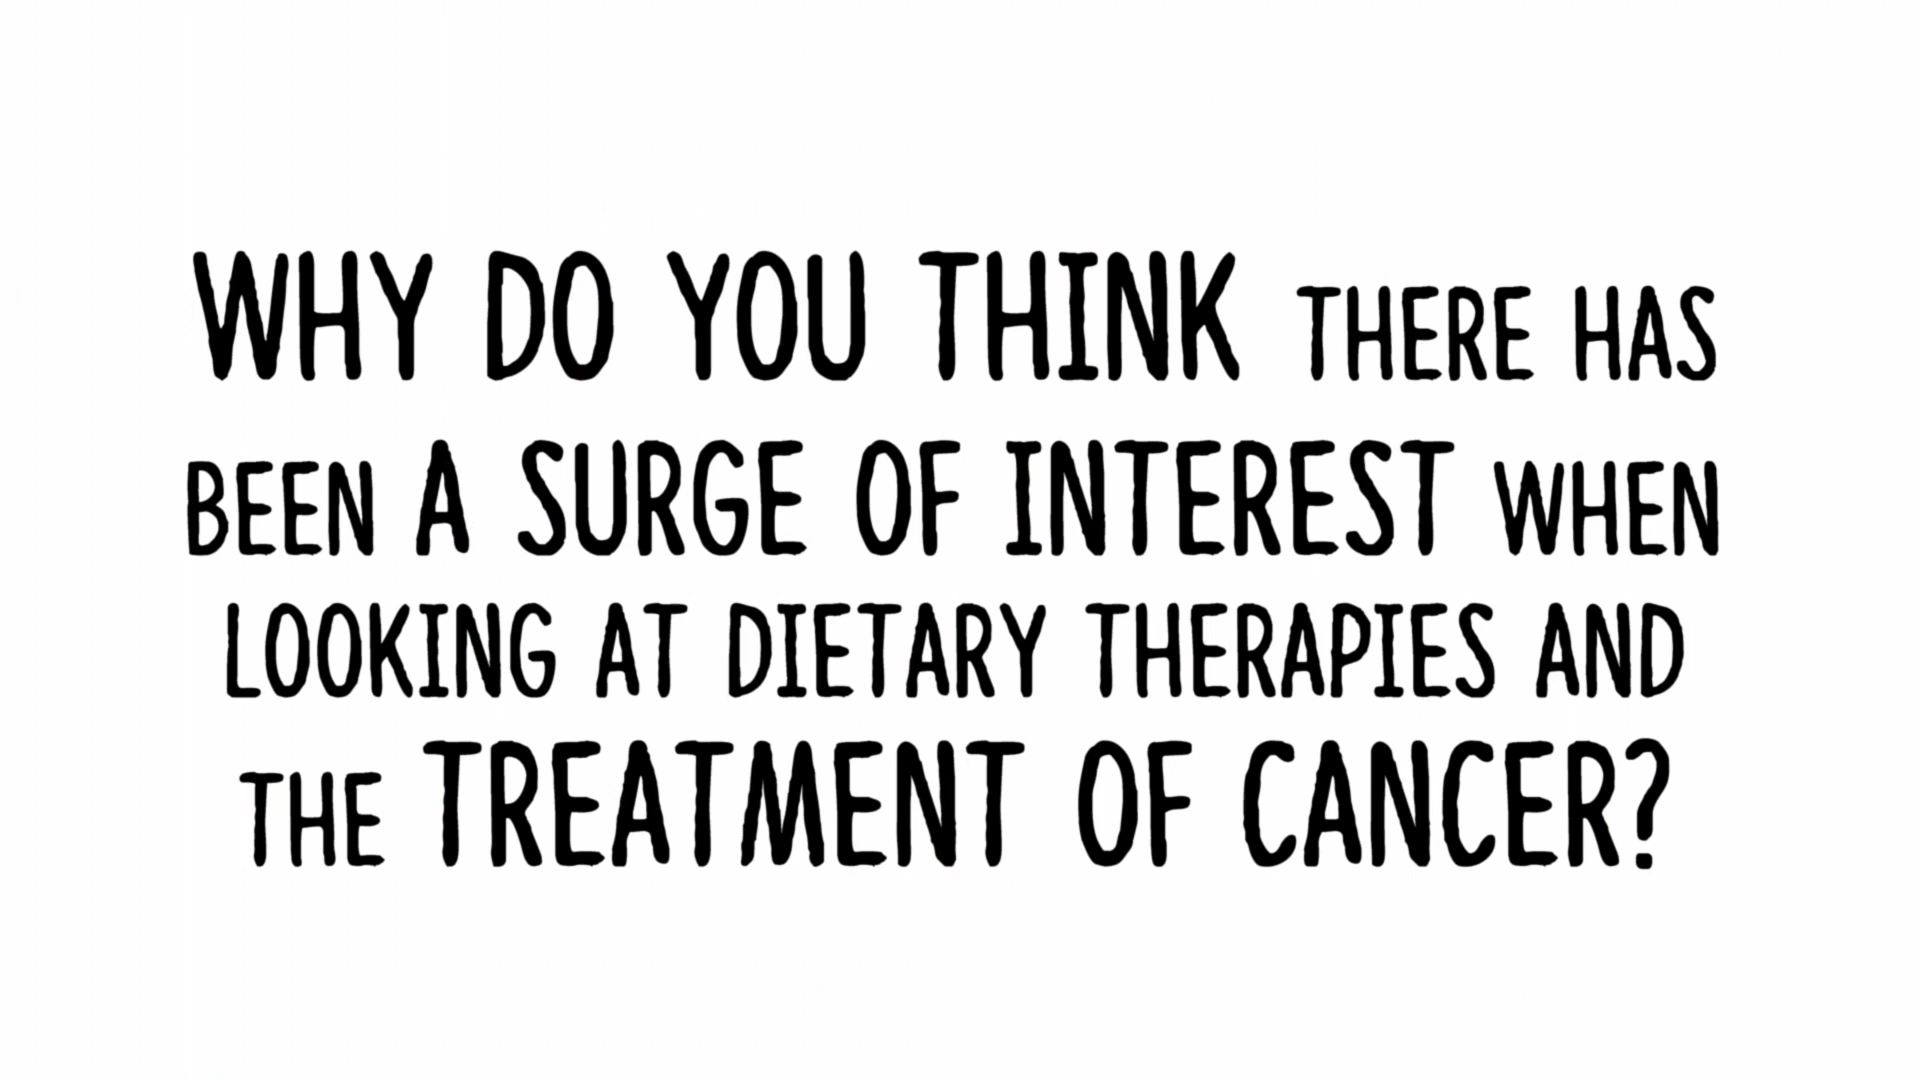 WHY DO YOU THINK THERE HAS
BEEN A SURGE OF INTEREST WHEN
LOOKING AT DIETARY THERAPIES AND
THE TREATMENT OF CANCER?